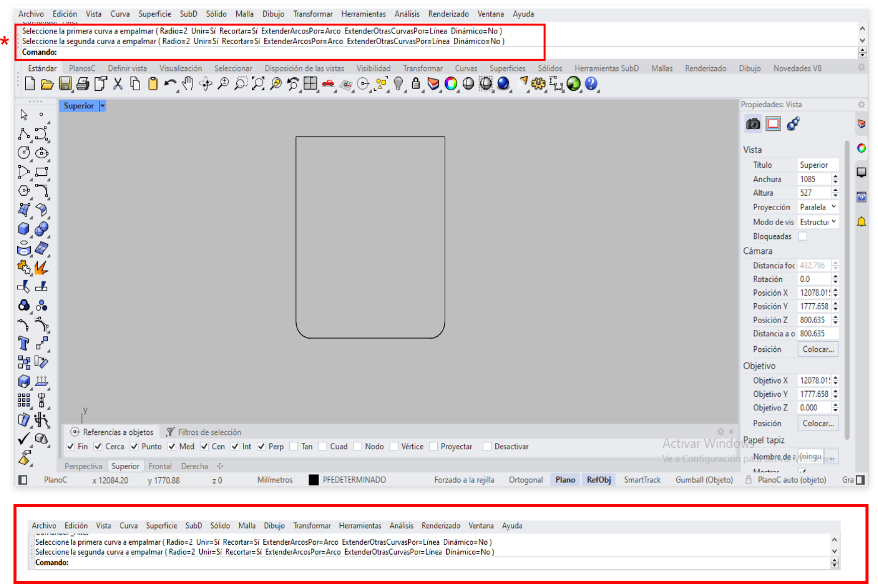 Archivo Edición Vista Curva Superficie SubD Sólido Malla Dibujo Transformar Herramientas Análisis Renderizado Ventana Ayuda
Seleccione la primera curva a empalmar ( Radio=2 Unir=Sí Recortar=Sí ExtenderArcosPor=Arco ExtenderOtrasCurvasPor=Línea Dinámico=No )
* Seleccione la segunda curva a empalmar ( Radio=2 Unir=Sí Recortar=Sí ExtenderArcosPor=Arco ExtenderOtrasCurvasPor=Línea Dinámico=No )
Comando:
Estándar PlanosC Definir vista Visualización Seleccionar Disposición de las vistas Visibilidad Transformar Curvas Superficies Sólidos Herramientas SubD Mallas Renderizado Dibujo Novedades V8
Superior
Propiedades: Vista
Vista
Título Superior
Anchura 1085
Altura 527
Proyección Paralela
Modo de vis Estructu
Bloqueadas
Cámara
Distancia foc 432.796
Rotación 0.0
Posición X 12078.01
Posición Y 1777.658
Posición Z 800.635
Distancia a o 800.635
Posición Colocar...
Objetivo
Objetivo X 12078.01
Objetivo Y 1777.658
Objetivo Z 0.000
Posición Colocar...
Papel tapiz
Nombre de a (ningu ...
Mostrar
y
Referencias a objetos Filtros de selección
Fin Cerca Punto Med Cen Int Perp Tan Cuad Nodo Vértice Proyectar Desactivar
Activar Windows
Ve a Configuración para
Perspectiva Superior Frontal Derecha
PlanoC x 12084.20 y 1770.88 z 0 Milímetros PREDETERMINADO Forzado a la rejilla Ortogonal Plano RefObj SmartTrack Gumball (Objeto) PlanoC auto (objeto) Gra
Archivo Edición Vista Curva Superficie SubD Sólido Malla Dibujo Transformar Herramientas Análisis Renderizado Ventana Ayuda
Seleccione la primera curva a empalmar ( Radio=2 Unir=Sí Recortar=Sí ExtenderArcosPor=Arco ExtenderOtrasCurvasPor=Línea Dinámico=No )
Seleccione la segunda curva a empalmar ( Radio=2 Unir=Sí Recortar=Sí ExtenderArcosPor=Arco ExtenderOtrasCurvasPor=Línea Dinámico=No )
Comando: